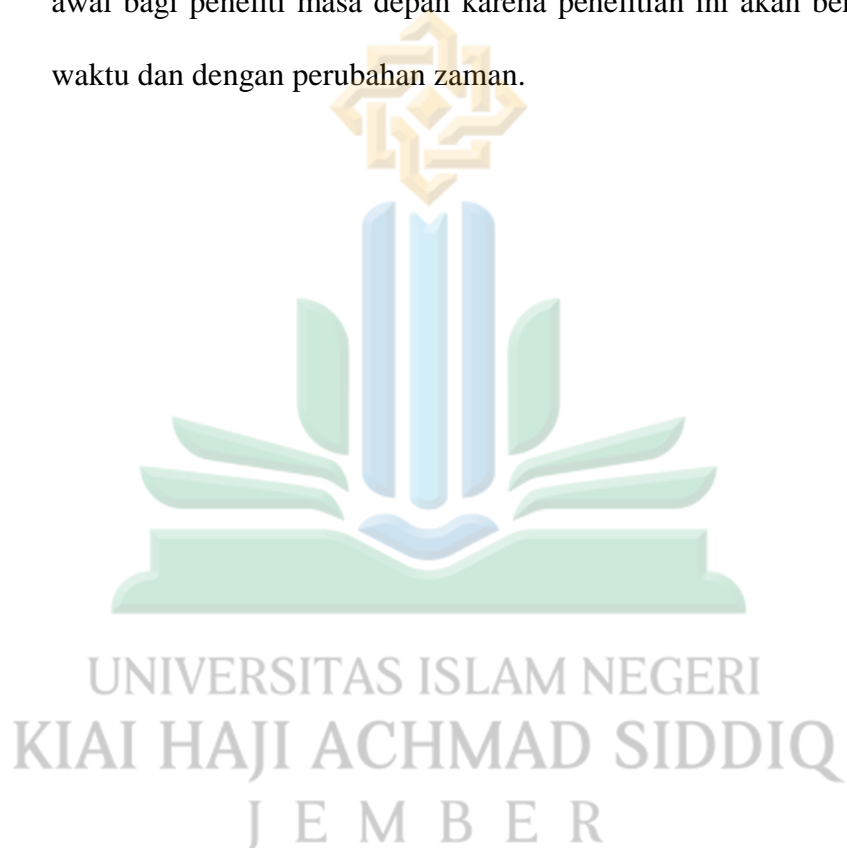 awal bagi peneliti masa depan karena penelitian ini akan
waktu dan dengan perubahan zaman.
UNIVERSITAS ISLAM NEGERI
KIAI HAJI ACHMAD SIDDIQ
JEMBER